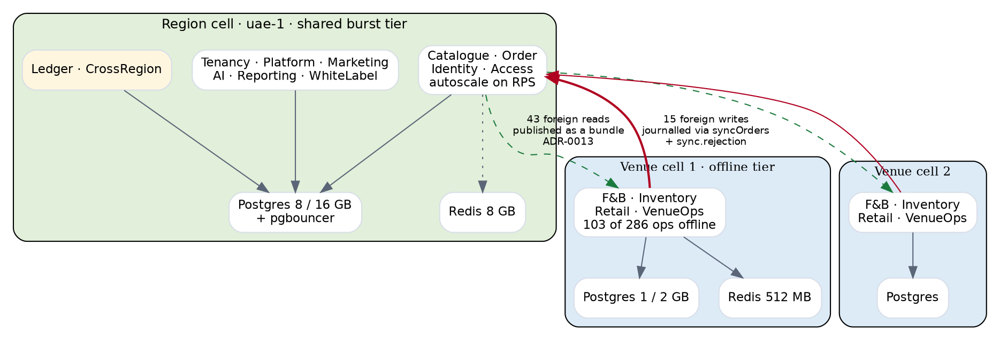 Region cell · uae-1 · shared burst tier
Ledger · CrossRegion
Tenancy · Platform · Marketing
AI · Reporting · WhiteLabel
Catalogue · Order
Identity · Access
autoscale on RPS
43 foreign reads
published as a bundle
ADR-0013
15 foreign writes
journalled via syncOrders
+ sync.rejection
Postgres 8 / 16 GB
+ pgbouncer
Redis 8 GB
Venue cell 1 · offline tier
F&B · Inventory
Retail · VenueOps
103 of 286 ops offline
Postgres 1 / 2 GB
Redis 512 MB
Venue cell 2
F&B · Inventory
Retail · VenueOps
Postgres